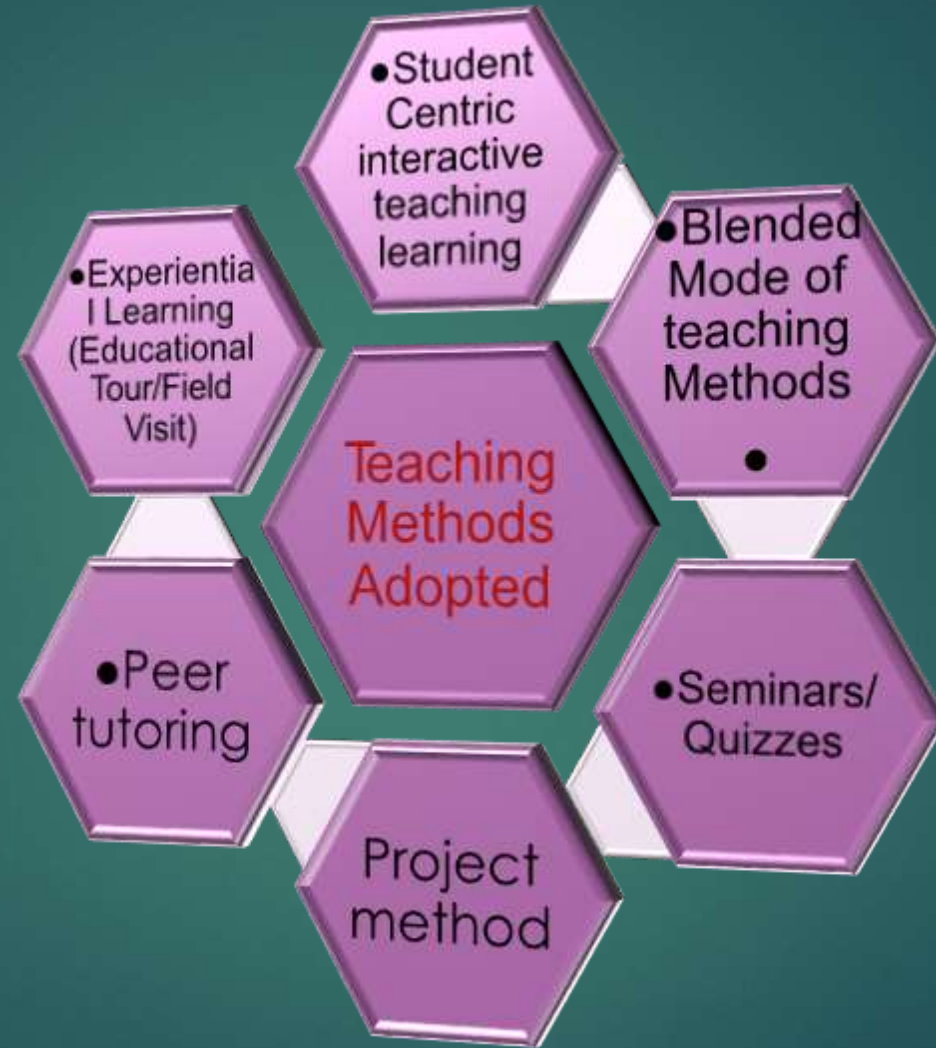 •Student
Centric
interactive
teaching
learning
•Blended
Mode of
teaching
Methods
•
•Seminars/
Quizzes
Project
method
•Peer
tutoring
•Experientia
l Learning
(Educational
Tour/Field
Visit)
Teaching
Methods
Adopted